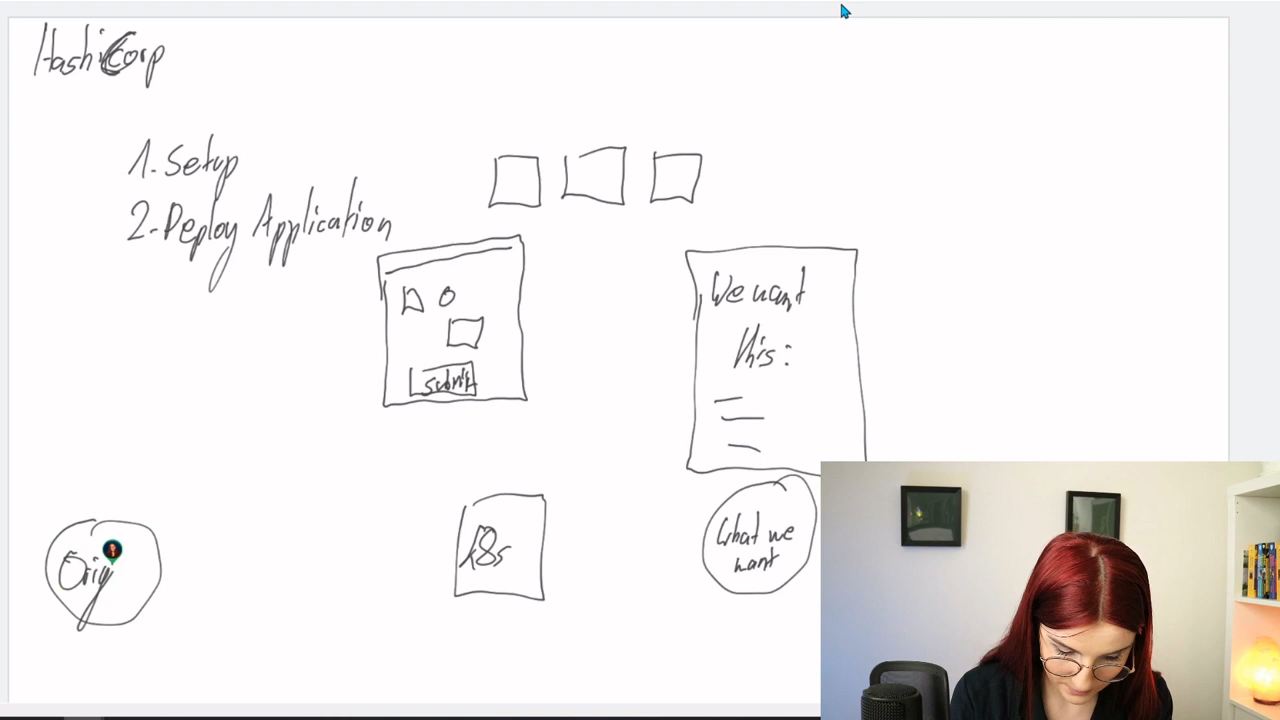 HashiCorp
1. Setup
2. Deploy Application
Submit
We want
this:
Orig
k8s
What we
want